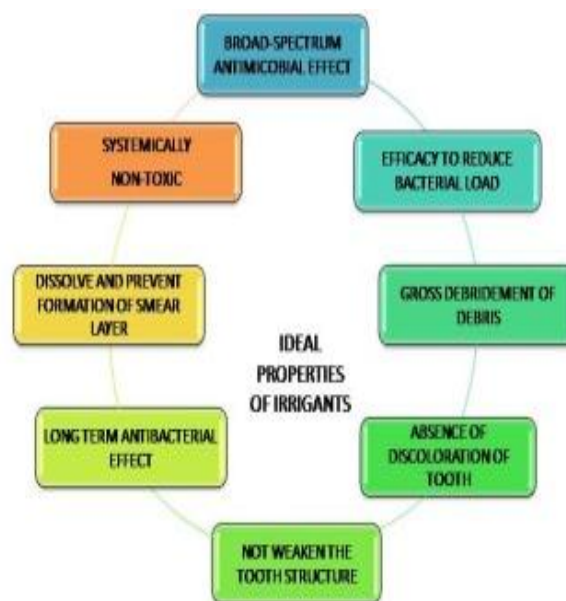 BROAD-SPECTRUM
ANTIMICOBIAL EFFECT
EFFICACY TO REDUCE
BACTERIAL LOAD
GROSS DEBRIDEMENT OF
DEBRIS
ABSENCE OF
DISCOLORATION OF
TOOTH
NOT WEAKEN THE
TOOTH STRUCTURE
LONG TERM ANTIBACTERIAL
EFFECT
DISSOLVE AND PREVENT
FORMATION OF SMEAR
LAYER
SYSTEMICALLY
NON-TOXIC
IDEAL
PROPERTIES
OF IRRIGANTS